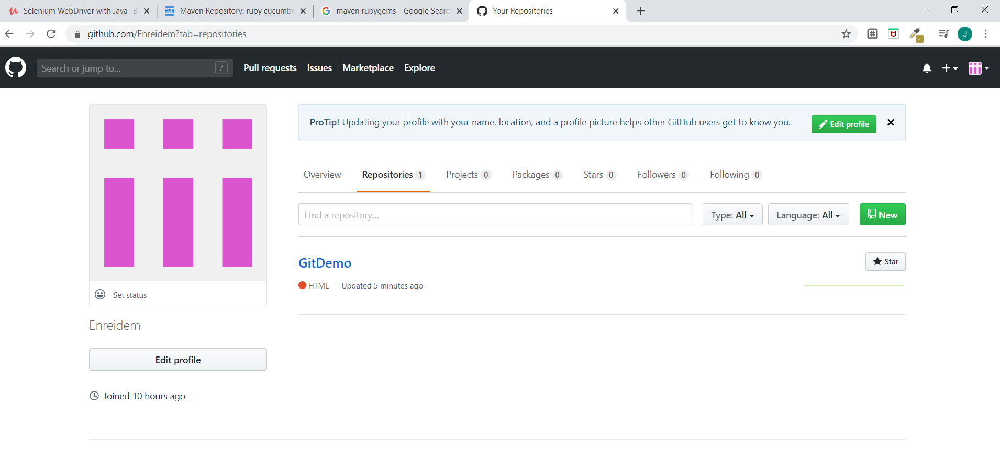 Selenium WebDriver with Java -B
Maven Repository: ruby cucumbe
maven rubygems - Google Searc
Your Repositories
github.com/Enreidem?tab=repositories
J
Search or jump to...
/
Pull requests
Issues
Marketplace
Explore
ProTip! Updating your profile with your name, location, and a profile picture helps other GitHub users get to know you.
Edit profile
Overview
Repositories 1
Projects 0
Packages 0
Stars 0
Followers 0
Following 0
Find a repository...
Type: All
Language: All
New
GitDemo
Star
HTML
Updated 5 minutes ago
Set status
Enreidem
Edit profile
Joined 10 hours ago